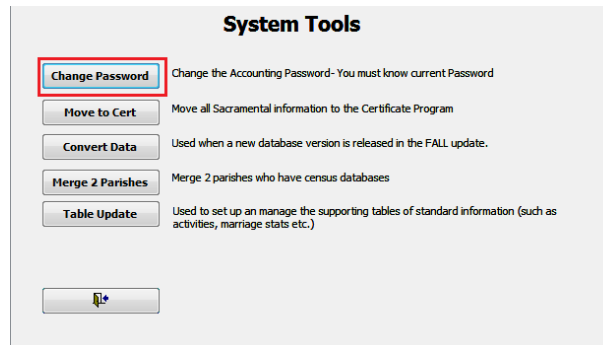 System Tools
Change Password
Change the Accounting Password- You must know current Password
Move to Cert
Move all Sacramental information to the Certificate Program
Convert Data
Used when a new database version is released in the FALL update.
Merge 2 Parishes
Merge 2 parishes who have census databases
Table Update
Used to set up an manage the supporting tables of standard information (such as
activities, marriage stats etc.)